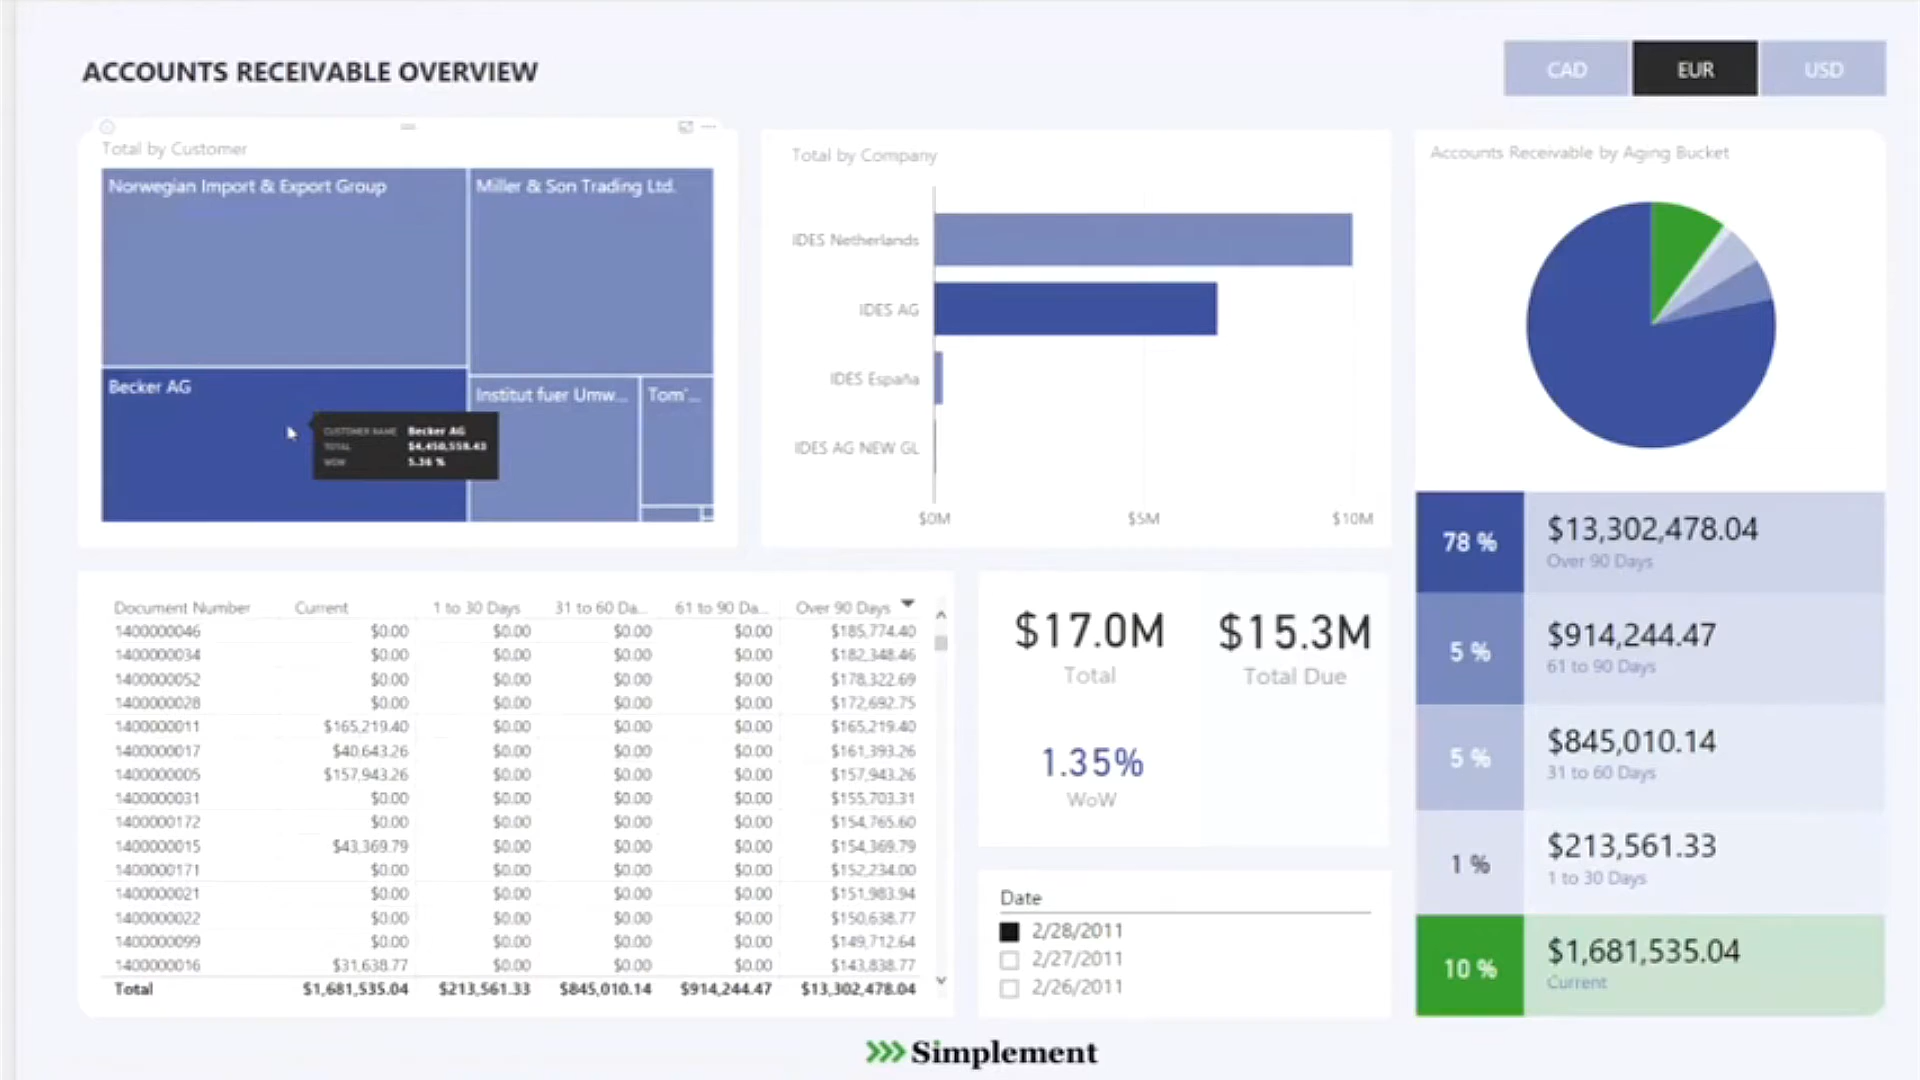 ACCOUNTS RECEIVABLE OVERVIEW
CAD EUR USD
Total by Customer
Norwegian Import & Export Group
Miller & Son Trading Ltd.
Becker AG
Institut fuer Umw...
Tom'...
CUSTOMER NAME Becker AG
TOTAL
WOW 5.36 %
Total by Company
IDES Netherlands
IDES AG
IDES España
IDES AG NEW GL
$0M $5M $10M
Accounts Receivable by Aging Bucket
78 % $13,302,478.04
Over 90 Days
5 % $914,244.47
61 to 90 Days
5 % $845,010.14
31 to 60 Days
1 % $213,561.33
1 to 30 Days
10 % $1,681,535.04
Current
Document Number Current 1 to 30 Days 31 to 60 Da... 61 to 90 Da... Over 90 Days
1400000046 $0.00 $0.00 $0.00 $0.00 $185,774.40
1400000034 $0.00 $0.00 $0.00 $0.00 $182,348.46
1400000052 $0.00 $0.00 $0.00 $0.00 $178,322.69
1400000028 $0.00 $0.00 $0.00 $0.00 $172,692.75
1400000011 $165,219.40 $0.00 $0.00 $0.00 $165,219.40
1400000017 $40,643.26 $0.00 $0.00 $0.00 $161,393.26
1400000005 $157,943.26 $0.00 $0.00 $0.00 $157,943.26
1400000031 $0.00 $0.00 $0.00 $0.00 $155,703.31
1400000172 $0.00 $0.00 $0.00 $0.00 $154,765.60
1400000015 $43,369.79 $0.00 $0.00 $0.00 $154,369.79
1400000171 $0.00 $0.00 $0.00 $0.00 $152,234.00
1400000021 $0.00 $0.00 $0.00 $0.00 $151,983.94
1400000022 $0.00 $0.00 $0.00 $0.00 $150,638.77
1400000099 $0.00 $0.00 $0.00 $0.00 $149,712.64
1400000016 $31,638.77 $0.00 $0.00 $0.00 $143,838.77
Total $1,681,535.04 $213,561.33 $845,010.14 $914,244.47 $13,302,478.04
$17.0M $15.3M
Total Total Due
1.35%
WoW
Date
2/28/2011
2/27/2011
2/26/2011
Simplement